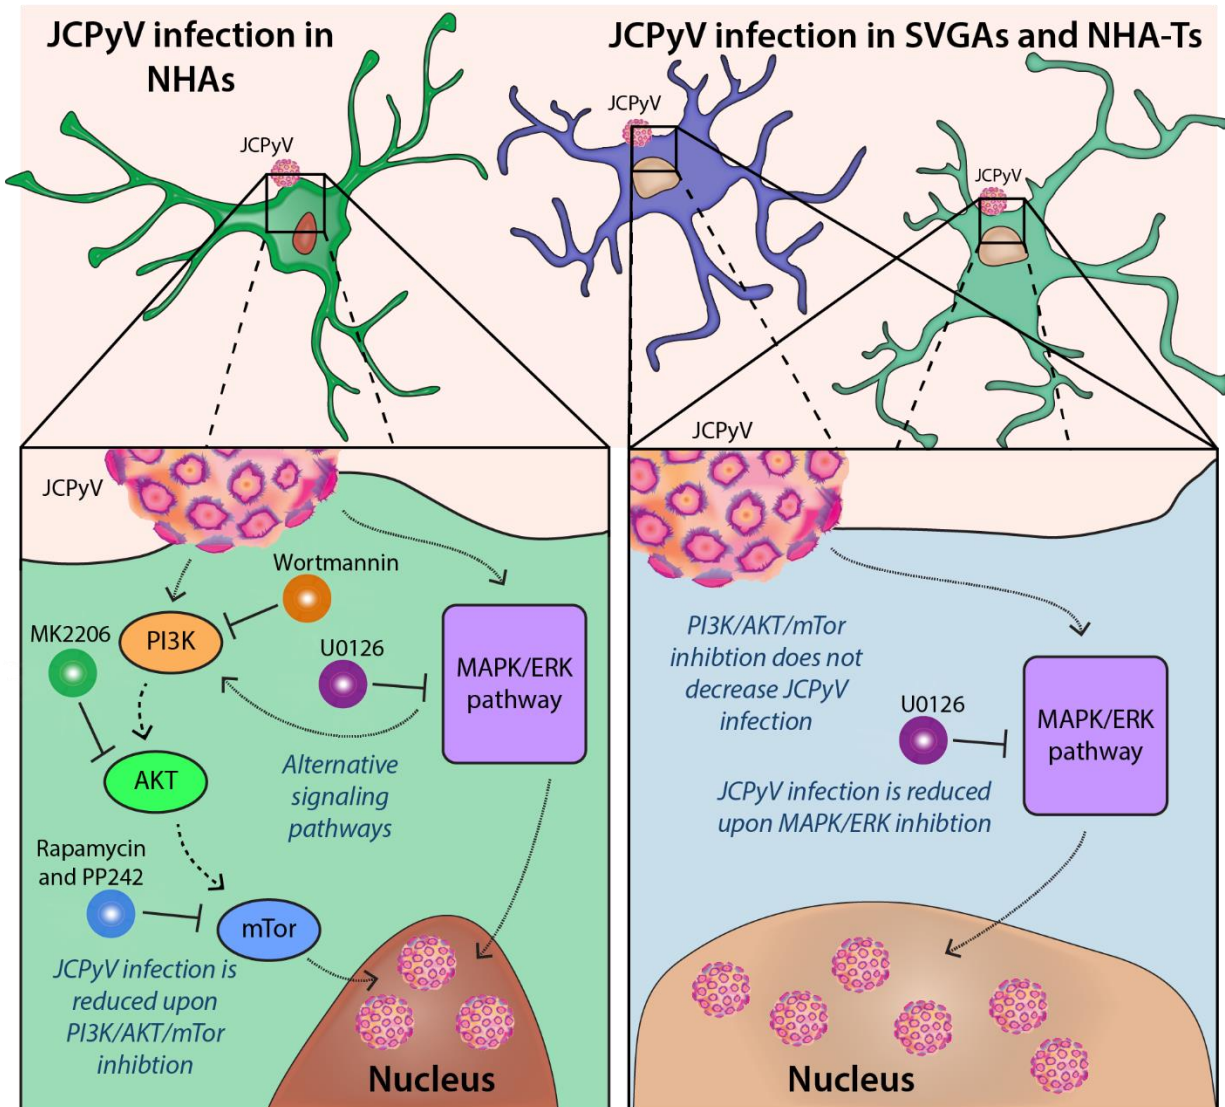 JCPyV infection in
NHAs
JCPyV
JCPyV infection in SVGAs and NHA-Ts
JCPyV
JCPyV
JCPyV
Wortmannin
MK2206
PI3K
U0126
MAPK/ERK
pathway
AKT
Alternative
signaling
pathways
Rapamycin
and PP242
mTor
JCPyV infection is
reduced upon
PI3K/AKT/mTor
inhibtion
Nucleus
JCPyV
PI3K/AKT/mTor
inhibtion does not
decrease JCPyV
infection
U0126
MAPK/ERK
pathway
JCPyV infection is reduced
upon MAPK/ERK inhibtion
Nucleus